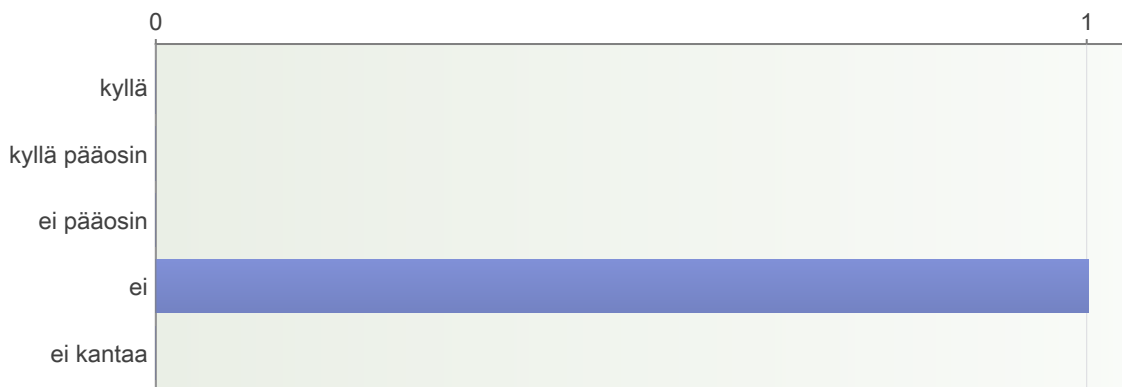 0 1
kyllä
kyllä pääosin
ei pääosin
ei
ei kantaa